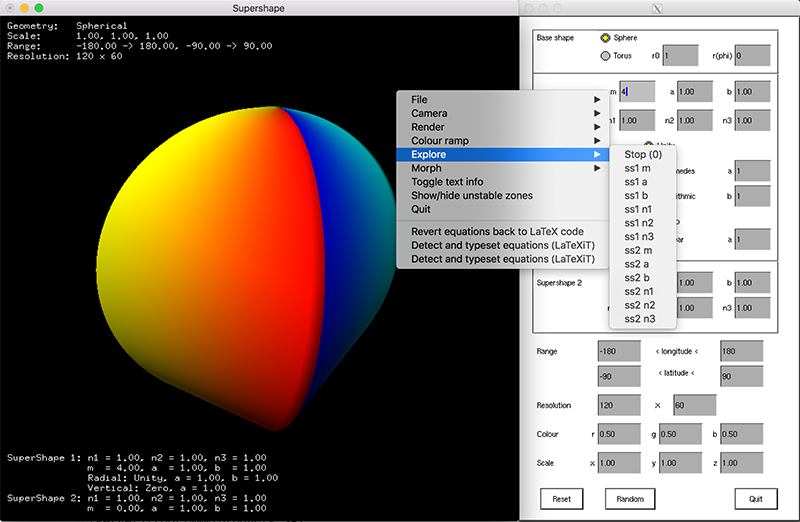 Supershape
X
Geometry: Spherical
Scale: 1.00, 1.00, 1.00
Range: -180.00 -> 180.00, -90.00 -> 90.00
Resolution: 120 x 60
Base shape Sphere
Torus r0 1 r(phi) 0
m 4 a 1.00 b 1.00
n1 1.00 n2 1.00 n3 1.00
File
Camera
Render
Colour ramp
Explore
Morph
Toggle text info
Show/hide unstable zones
Quit
Revert equations back to LaTeX code
Detect and typeset equations (LaTeXiT)
Detect and typeset equations (LaTeXiT)
Stop (0)
ss1 m
ss1 a
ss1 b
ss1 n1
ss1 n2
ss1 n3
ss2 m
ss2 a
ss2 b
ss2 n1
ss2 n2
ss2 n3
a 1
b 1
a 1
Supershape 2 1.00 b 1.00
1.00 n3 1.00
Range -180 < longitude < 180
-90 < latitude < 90
Resolution 120 X 60
Colour r 0.50 g 0.50 b 0.50
Scale x 1.00 y 1.00 z 1.00
Reset Random Quit
SuperShape 1: n1 = 1.00, n2 = 1.00, n3 = 1.00
m = 4.00, a = 1.00, b = 1.00
Radial: Unity, a = 1.00, b = 1.00
Vertical: Zero, a = 1.00
SuperShape 2: n1 = 1.00, n2 = 1.00, n3 = 1.00
m = 0.00, a = 1.00, b = 1.00